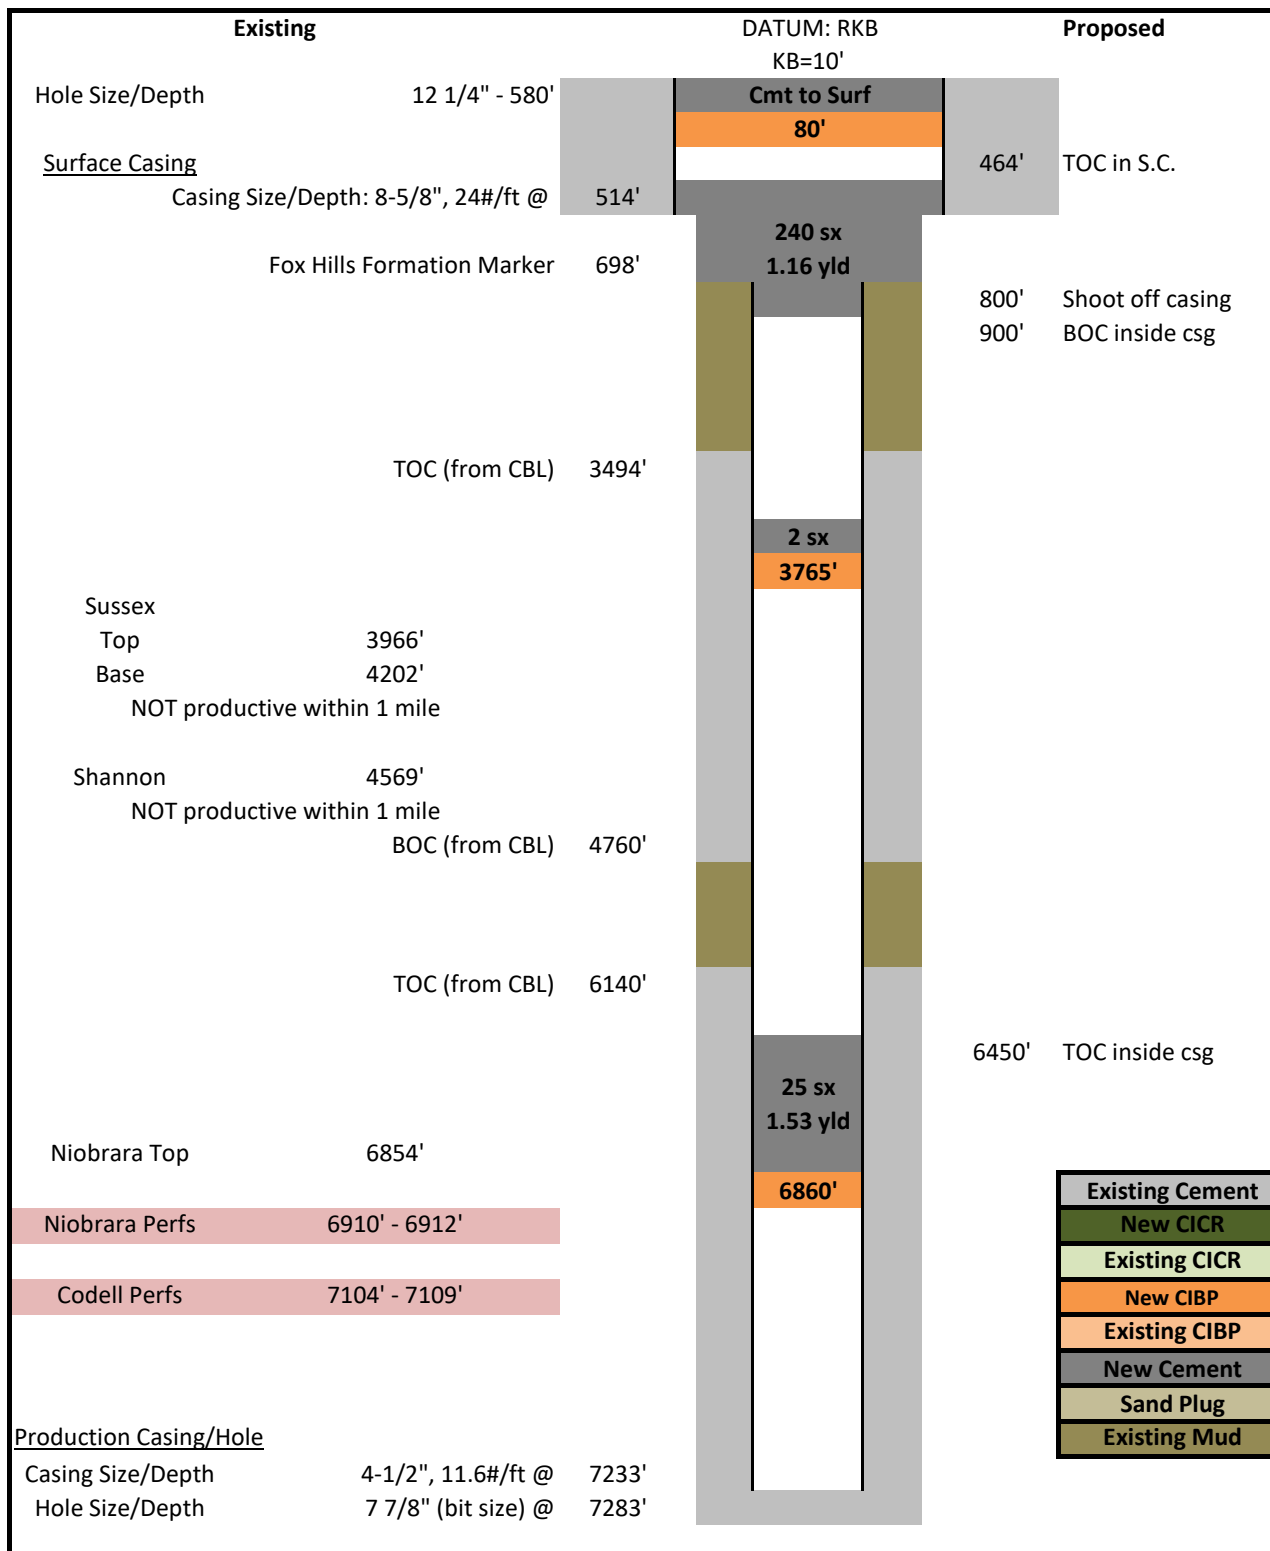 Existing DATUM: RKB Proposed
KB=10'
Hole Size/Depth 12 1/4" - 580' Cmt to Surf
80'
Surface Casing 464' TOC in S.C.
Casing Size/Depth: 8-5/8", 24#/ft @ 514'
240 sx
Fox Hills Formation Marker 698' 1.16 yld
800' Shoot off casing
900' BOC inside csg
TOC (from CBL) 3494'
2 sx
3765'
Sussex
Top 3966'
Base 4202'
NOT productive within 1 mile
Shannon 4569'
NOT productive within 1 mile
BOC (from CBL) 4760'
TOC (from CBL) 6140'
6450' TOC inside csg
25 sx
1.53 yld
Niobrara Top 6854'
6860' Existing Cement
Niobrara Perfs 6910' - 6912' New CICR
Existing CICR
Codell Perfs 7104' - 7109' New CIBP
Existing CIBP
New Cement
Sand Plug
Production Casing/Hole Existing Mud
Casing Size/Depth 4-1/2", 11.6#/ft @ 7233'
Hole Size/Depth 7 7/8" (bit size) @ 7283'